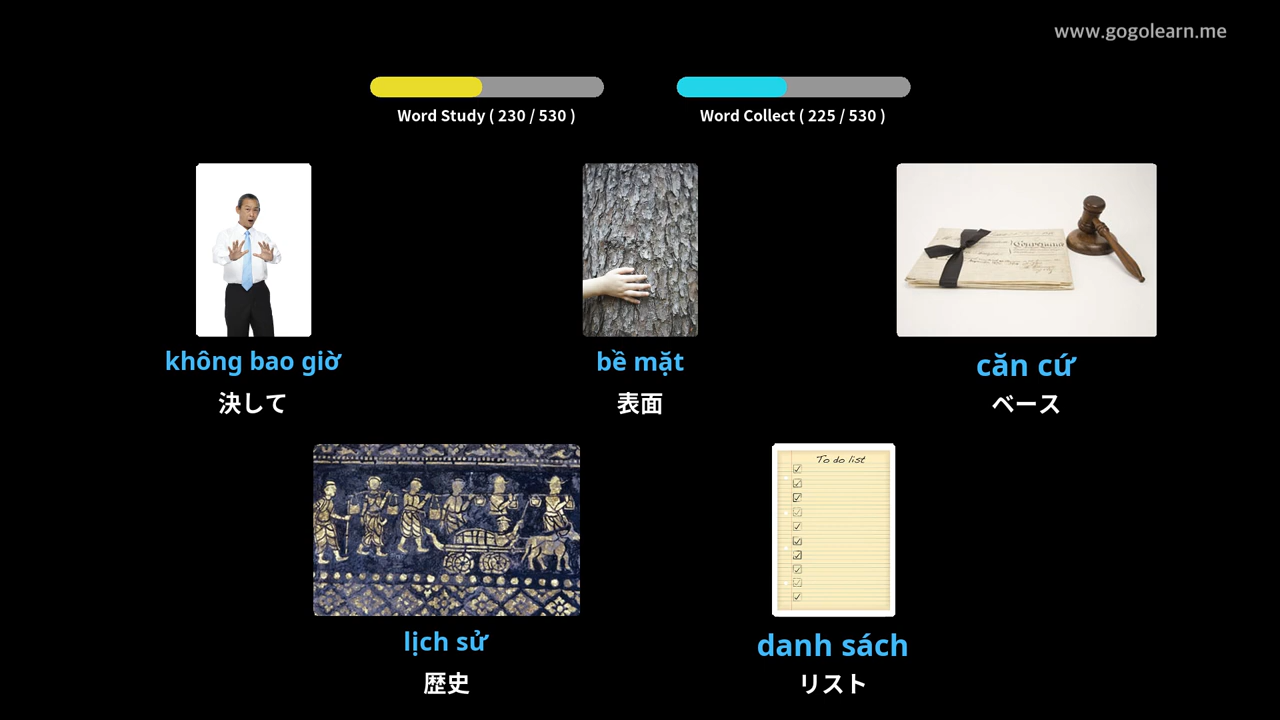 www.gogolearn.me
Word Study ( 230 / 530 )
Word Collect ( 225 / 530 )
không bao giờ
決して
bề mặt
表面
căn cứ
ベース
To do list
lịch sử
歴史
danh sách
リスト